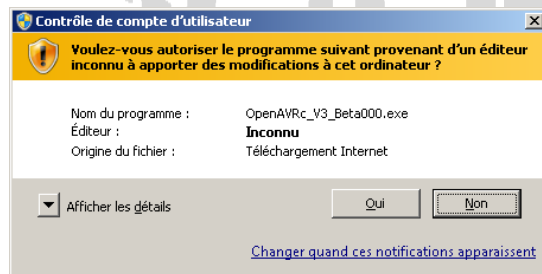 Contrôle de compte d'utilisateur
Voulez-vous autoriser le programme suivant provenant d'un éditeur
inconnu à apporter des modifications à cet ordinateur ?
Nom du programme : OpenAVRc_V3_Beta000.exe
Éditeur : Inconnu
Origine du fichier : Téléchargement Internet
Afficher les détails Oui Non
Changer quand ces notifications apparaissent